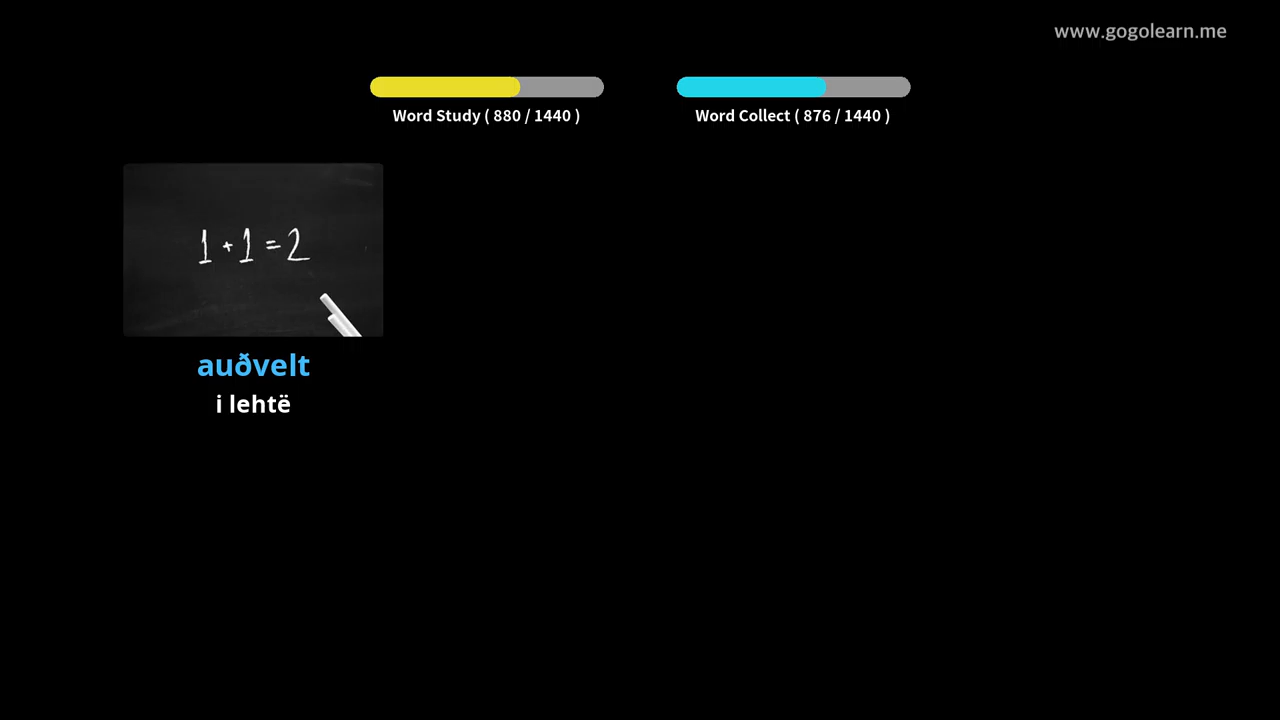 www.gogolearn.me
Word Study ( 880 / 1440 )
Word Collect ( 876 / 1440 )
1 + 1 = 2
auðvelt
i lehtë